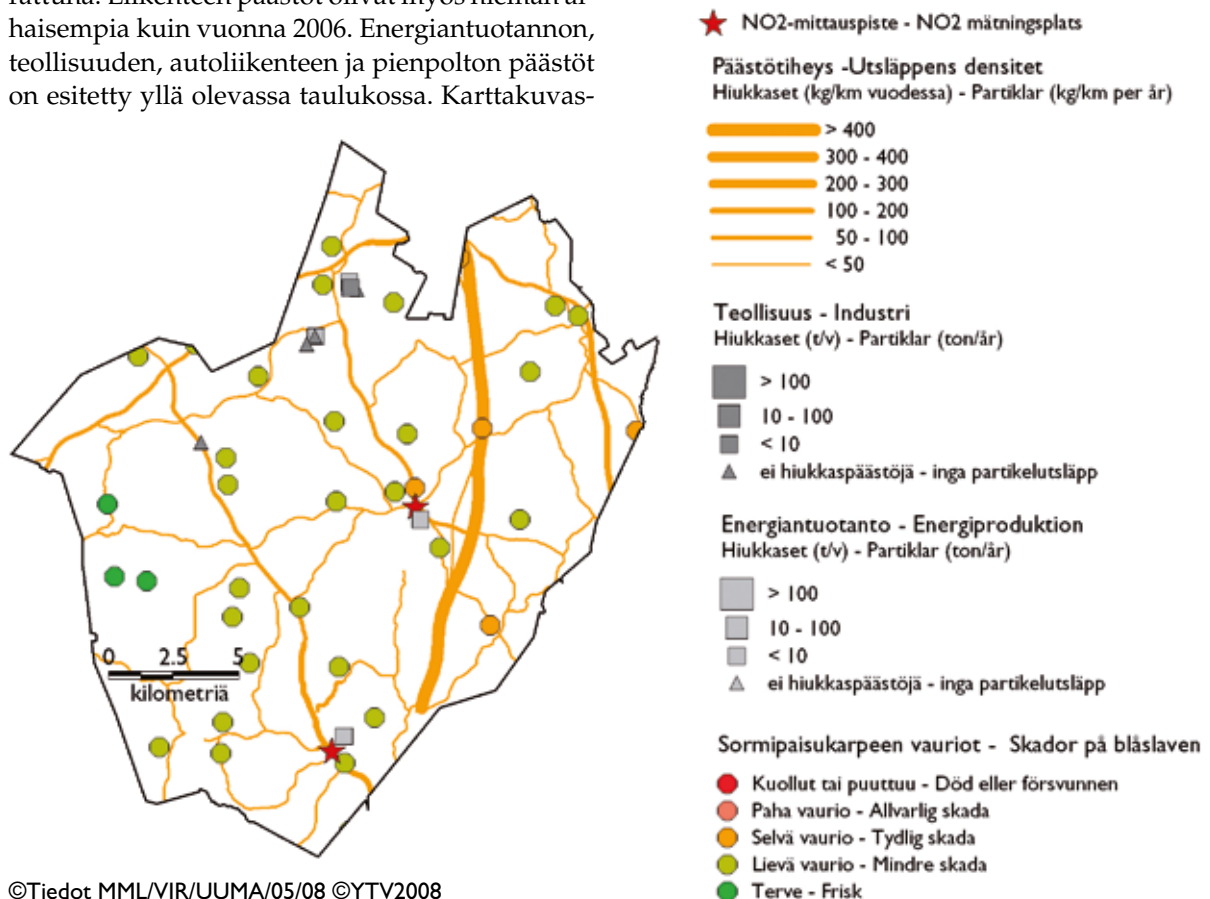 haisempia kuin vuonna 2006. Energiantuotannon,
teollisuuden, autoliikenteen ja pienpolton päästöt
on esitetty yllä olevassa taulukossa. Karttakuvas-
0 2.5 5
kilometriä
©Tiedot MML/VIR/UUMA/05/08 ©YTV2008
NO2-mittauspiste - NO2 mätningsplats
Päästötiheys -Utsläppens densitet
Hiukkaset (kg/km vuodessa) - Partiklar (kg/km per år)
> 400
300 - 400
200 - 300
100 - 200
50 - 100
< 50
Teollisuus - Industri
Hiukkaset (t/v) - Partiklar (ton/år)
> 100
10 - 100
< 10
ei hiukkaspäästöjä - inga partikelutsläpp
Energiantuotanto - Energiproduktion
Hiukkaset (t/v) - Partiklar (ton/år)
> 100
10 - 100
< 10
ei hiukkaspäästöjä - inga partikelutsläpp
Sormipaisukarpeen vauriot - Skador på blåslaven
Kuollut tai puuttuu - Död eller försvunnen
Paha vaurio - Allvarlig skada
Selvä vaurio - Tydlig skada
Lievä vaurio - Mindre skada
Terve - Frisk